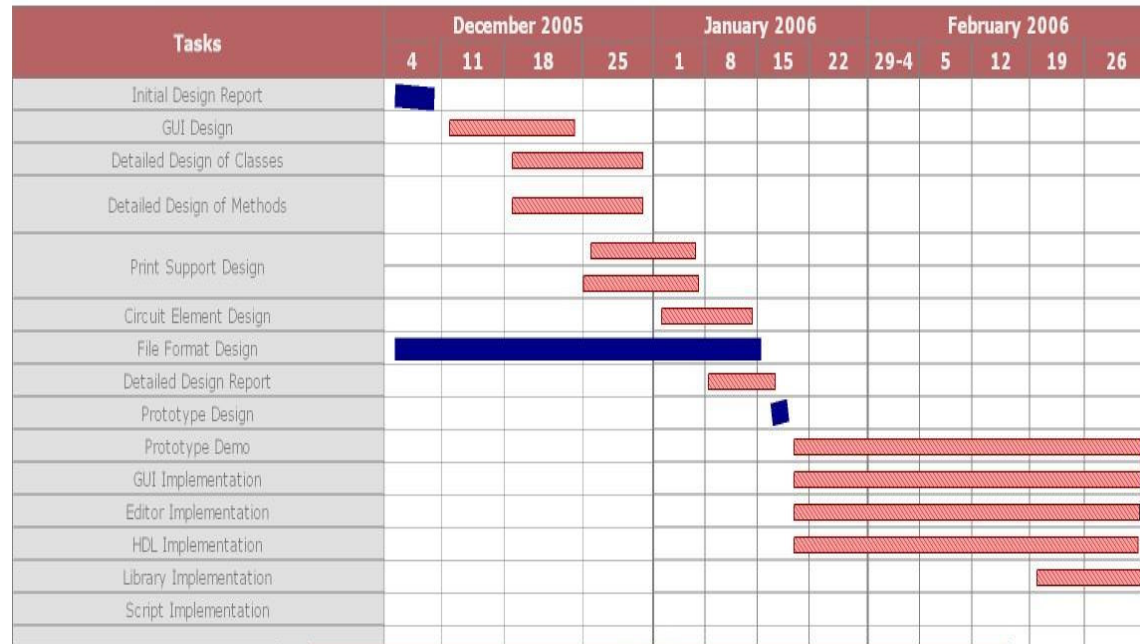 Tasks
December 2005 January 2006 February 2006
4 11 18 25 1 8 15 22 29-4 5 12 19 26
Initial Design Report
GUI Design
Detailed Design of Classes
Detailed Design of Methods
Print Support Design
Circuit Element Design
File Format Design
Detailed Design Report
Prototype Design
Prototype Demo
GUI Implementation
Editor Implementation
HDL Implementation
Library Implementation
Script Implementation